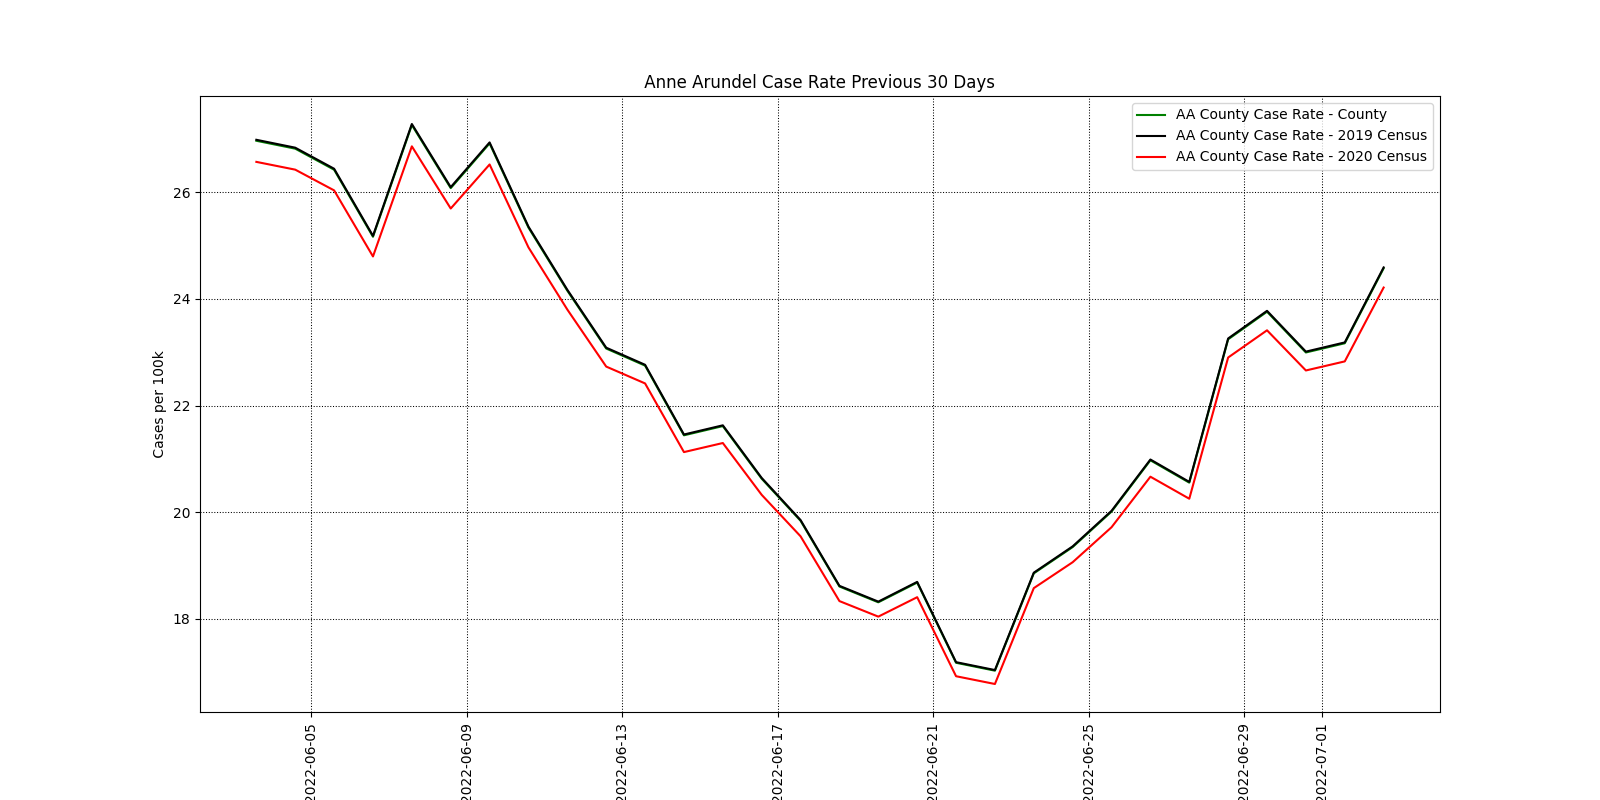 Anne Arundel Case Rate Previous 30 Days
AA County Case Rate - County
AA County Case Rate - 2019 Census
AA County Case Rate - 2020 Census
Cases per 100k
26
24
22
20
18
2022-06-05
2022-06-09
2022-06-13
2022-06-17
2022-06-21
2022-06-25
2022-06-29
2022-07-01